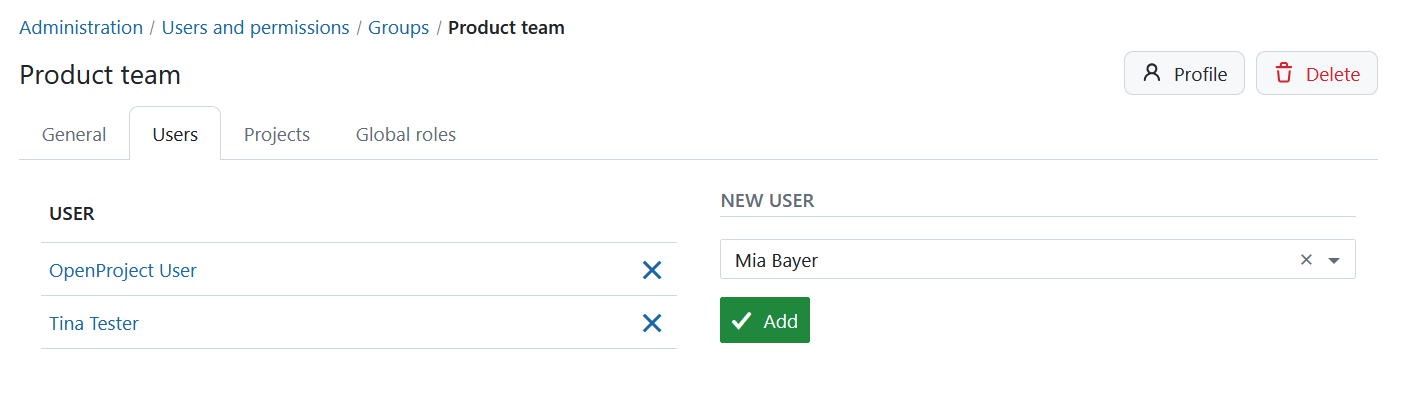 Administration / Users and permissions / Groups / Product team
Product team
Profile
Delete
General
Users
Projects
Global roles
USER
OpenProject User
Tina Tester
NEW USER
Mia Bayer
Add